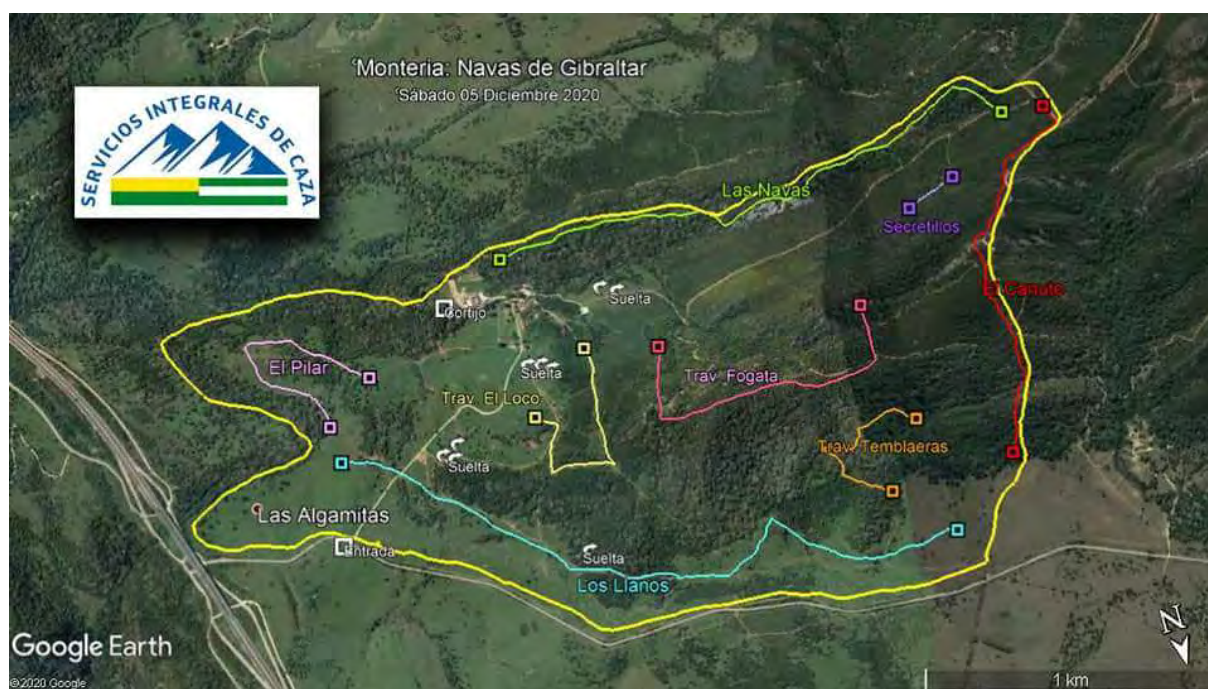 'Monteria: Navas de Gibraltar
'Sábado 05 Diciembre 2020
SERVICIOS INTEGRALES DE CAZA
Las Navas
Secretillos
El Canuto
Suelta
Cortijo
El Pilar
Suelta
Trav. Fogata
Trav. El Loco
Trav. Temblaeras
Suelta
Las Algamitas
Entrada
Suelta
Los Llanos
N
Google Earth
©2020 Google
1 km